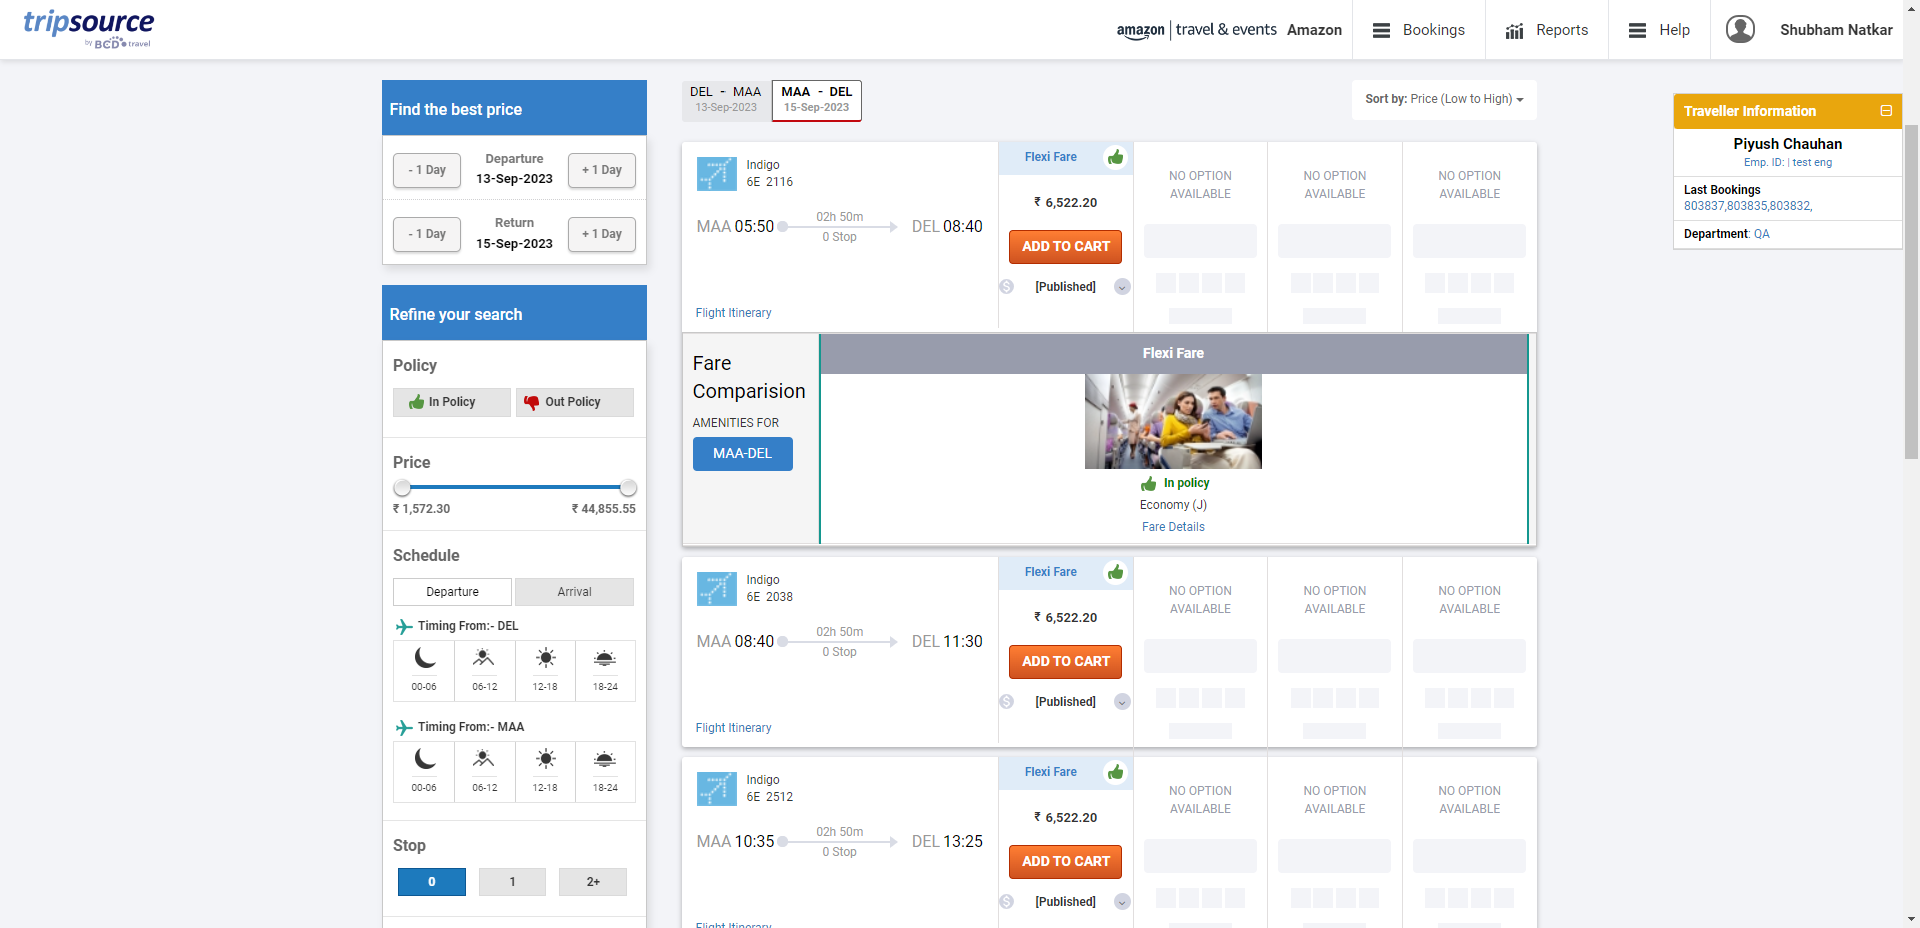 tripsource
by BCD travel
amazon | travel & events Amazon
Bookings
Reports
Help
Shubham Natkar
Find the best price
- 1 Day
Departure
13-Sep-2023
+ 1 Day
- 1 Day
Return
15-Sep-2023
+ 1 Day
Refine your search
Policy
In Policy
Out Policy
Price
₹ 1,572.30
₹ 44,855.55
Schedule
Departure
Arrival
Timing From:- DEL
00-06
06-12
12-18
18-24
Timing From:- MAA
00-06
06-12
12-18
18-24
Stop
0
1
2+
DEL - MAA
13-Sep-2023
MAA - DEL
15-Sep-2023
Sort by: Price (Low to High)
Indigo
6E 2116
MAA 05:50
02h 50m
0 Stop
DEL 08:40
Flight Itinerary
Flexi Fare
₹ 6,522.20
ADD TO CART
$
[Published]
NO OPTION
AVAILABLE
NO OPTION
AVAILABLE
NO OPTION
AVAILABLE
Fare
Comparision
AMENITIES FOR
MAA-DEL
Flexi Fare
In policy
Economy (J)
Fare Details
Indigo
6E 2038
MAA 08:40
02h 50m
0 Stop
DEL 11:30
Flight Itinerary
Flexi Fare
₹ 6,522.20
ADD TO CART
$
[Published]
NO OPTION
AVAILABLE
NO OPTION
AVAILABLE
NO OPTION
AVAILABLE
Indigo
6E 2512
MAA 10:35
02h 50m
0 Stop
DEL 13:25
Flight Itinerary
Flexi Fare
₹ 6,522.20
ADD TO CART
$
[Published]
NO OPTION
AVAILABLE
NO OPTION
AVAILABLE
NO OPTION
AVAILABLE
Traveller Information
Piyush Chauhan
Emp. ID: | test eng
Last Bookings
803837,803835,803832,
Department: QA